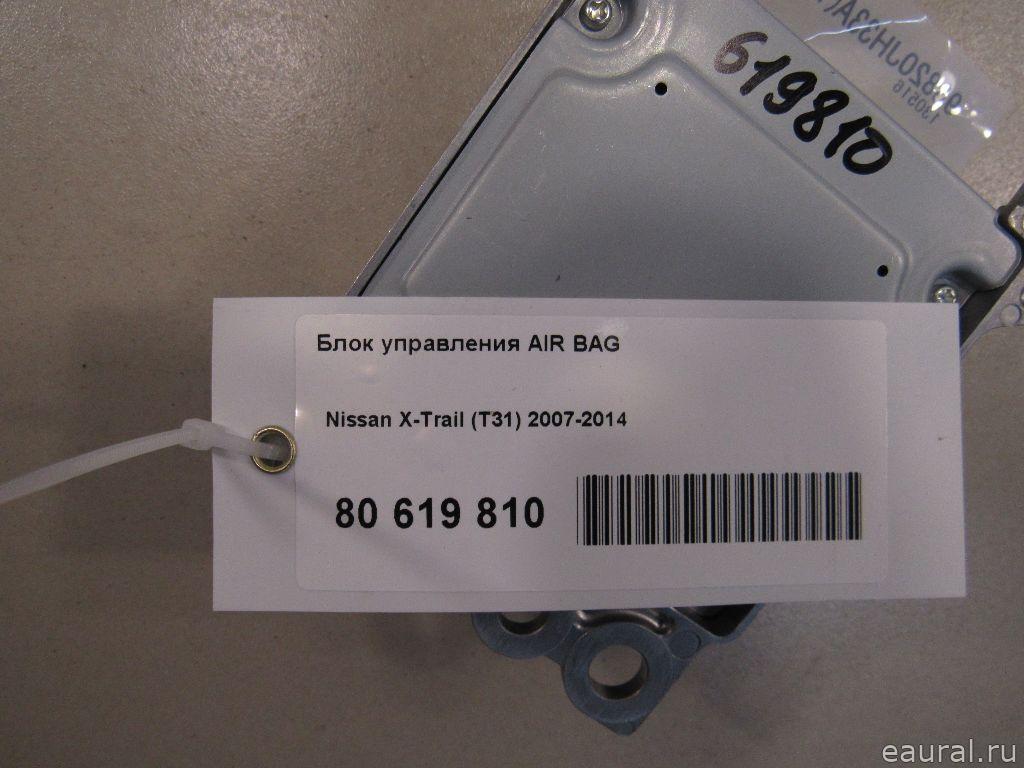 619810
Блок управления AIR BAG
Nissan X-Trail (T31) 2007-2014
80 619 810
eaural.ru